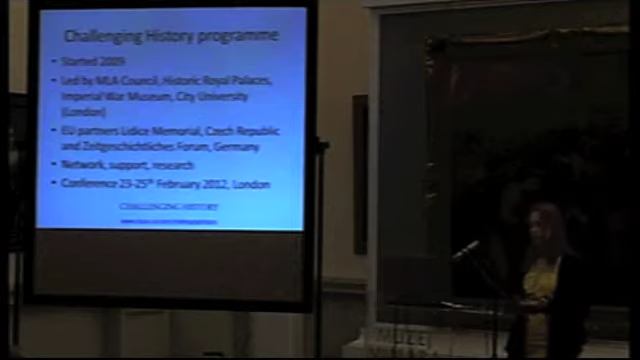 Challenging History programme
• Started 2009
• Led by MLA Council, Historic Royal Palaces,
Imperial War Museum, City University
(London)
• EU partners Lidice Memorial, Czech Republic
and Zeitgeschichtliches Forum, Germany
• Network, support, research
• Conference 23-25th February 2012, London
CHALLENGING HISTORY